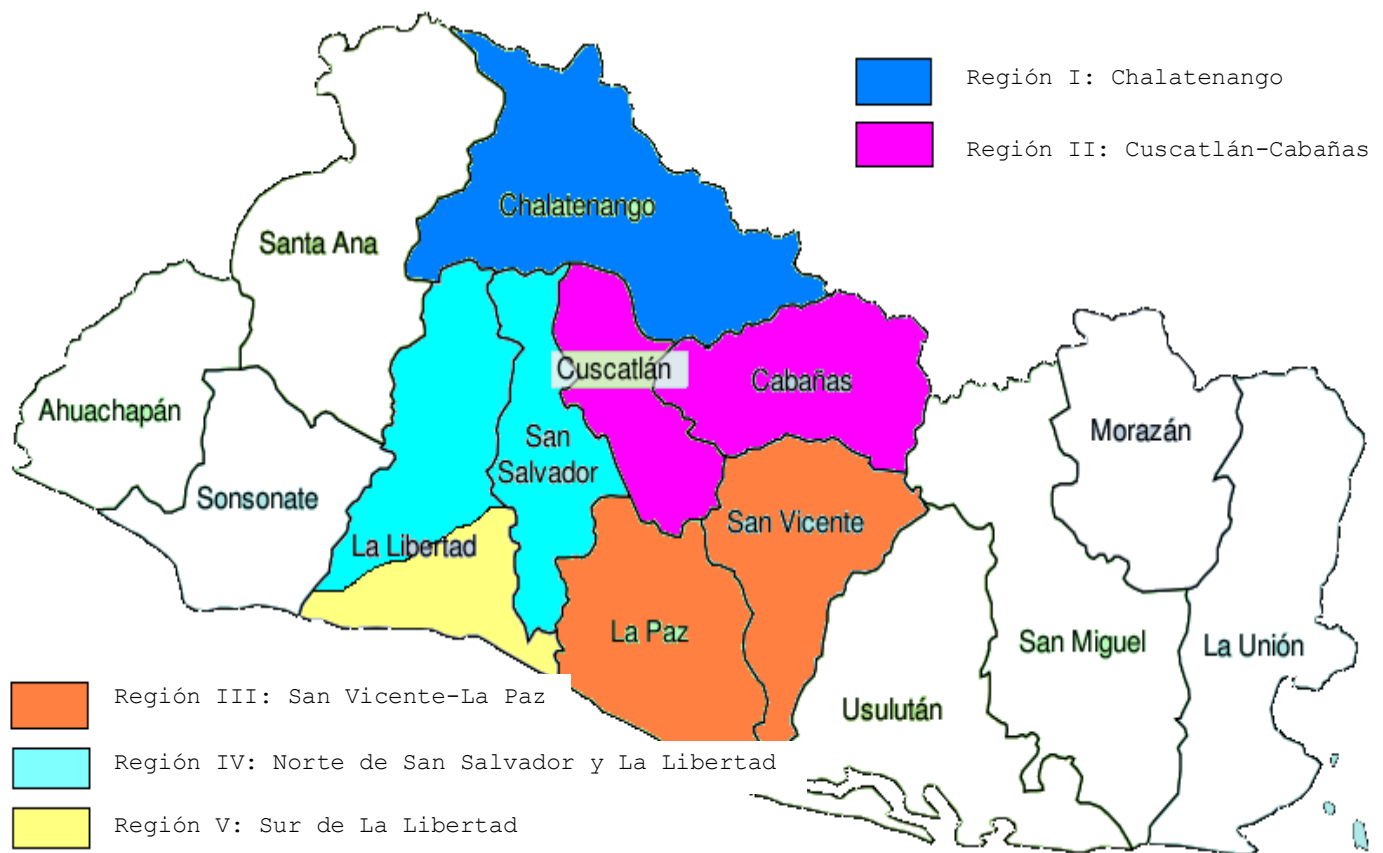 Región I: Chalatenango
Región II: Cuscatlán-Cabañas
Chalatenango
Santa Ana
Cuscatlán
Cabañas
Ahuachapán
Morazán
San
Salvador
Sonsonate
San Vicente
La Libertad
La Paz
San Miguel
La Unión
Usulután
Región III: San Vicente-La Paz
Región IV: Norte de San Salvador y La Libertad
Región V: Sur de La Libertad